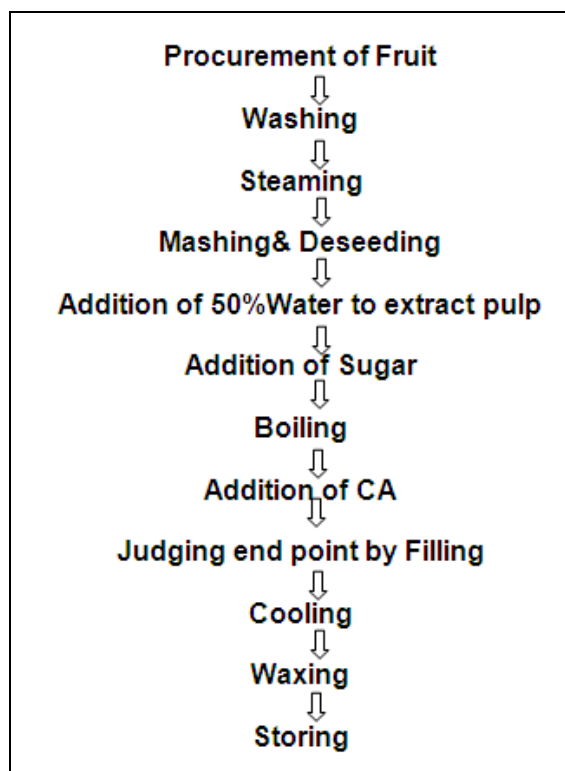 Procurement of Fruit
Washing
Steaming
Mashing& Deseeding
Addition of 50%Water to extract pulp
Addition of Sugar
Boiling
Addition of CA
Judging end point by Filling
Cooling
Waxing
Storing